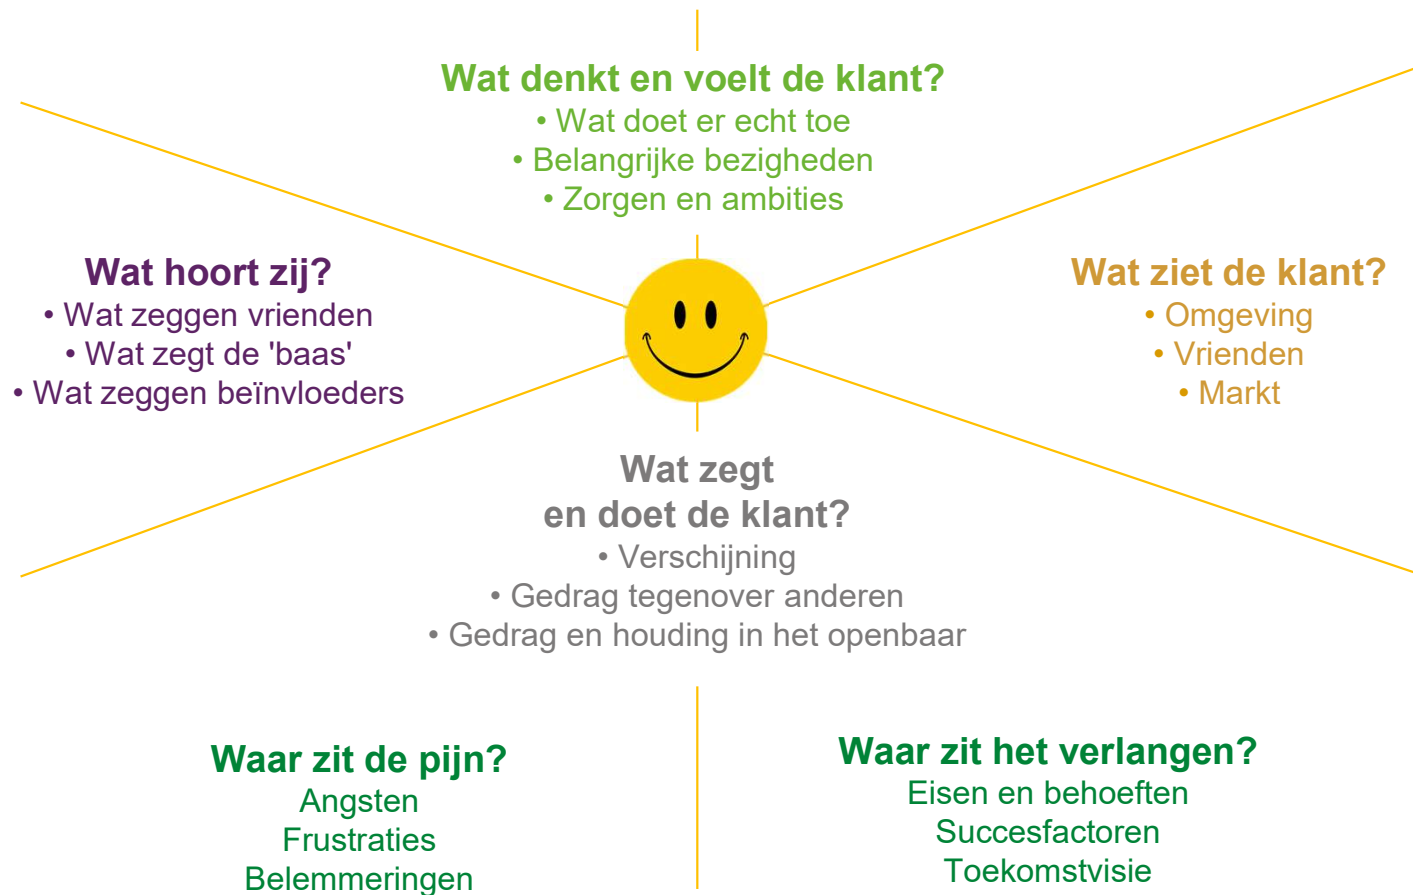 Wat denkt en voelt de klant?
• Wat doet er echt toe
• Belangrijke bezigheden
• Zorgen en ambities
Wat hoort zij?
• Wat zeggen vrienden
• Wat zegt de 'baas'
• Wat zeggen beïnvloeders
Wat ziet de klant?
• Omgeving
• Vrienden
• Markt
Wat zegt
en doet de klant?
• Verschijning
• Gedrag tegenover anderen
• Gedrag en houding in het openbaar
Waar zit de pijn?
Angsten
Frustraties
Belemmeringen
Waar zit het verlangen?
Eisen en behoeften
Succesfactoren
Toekomstvisie